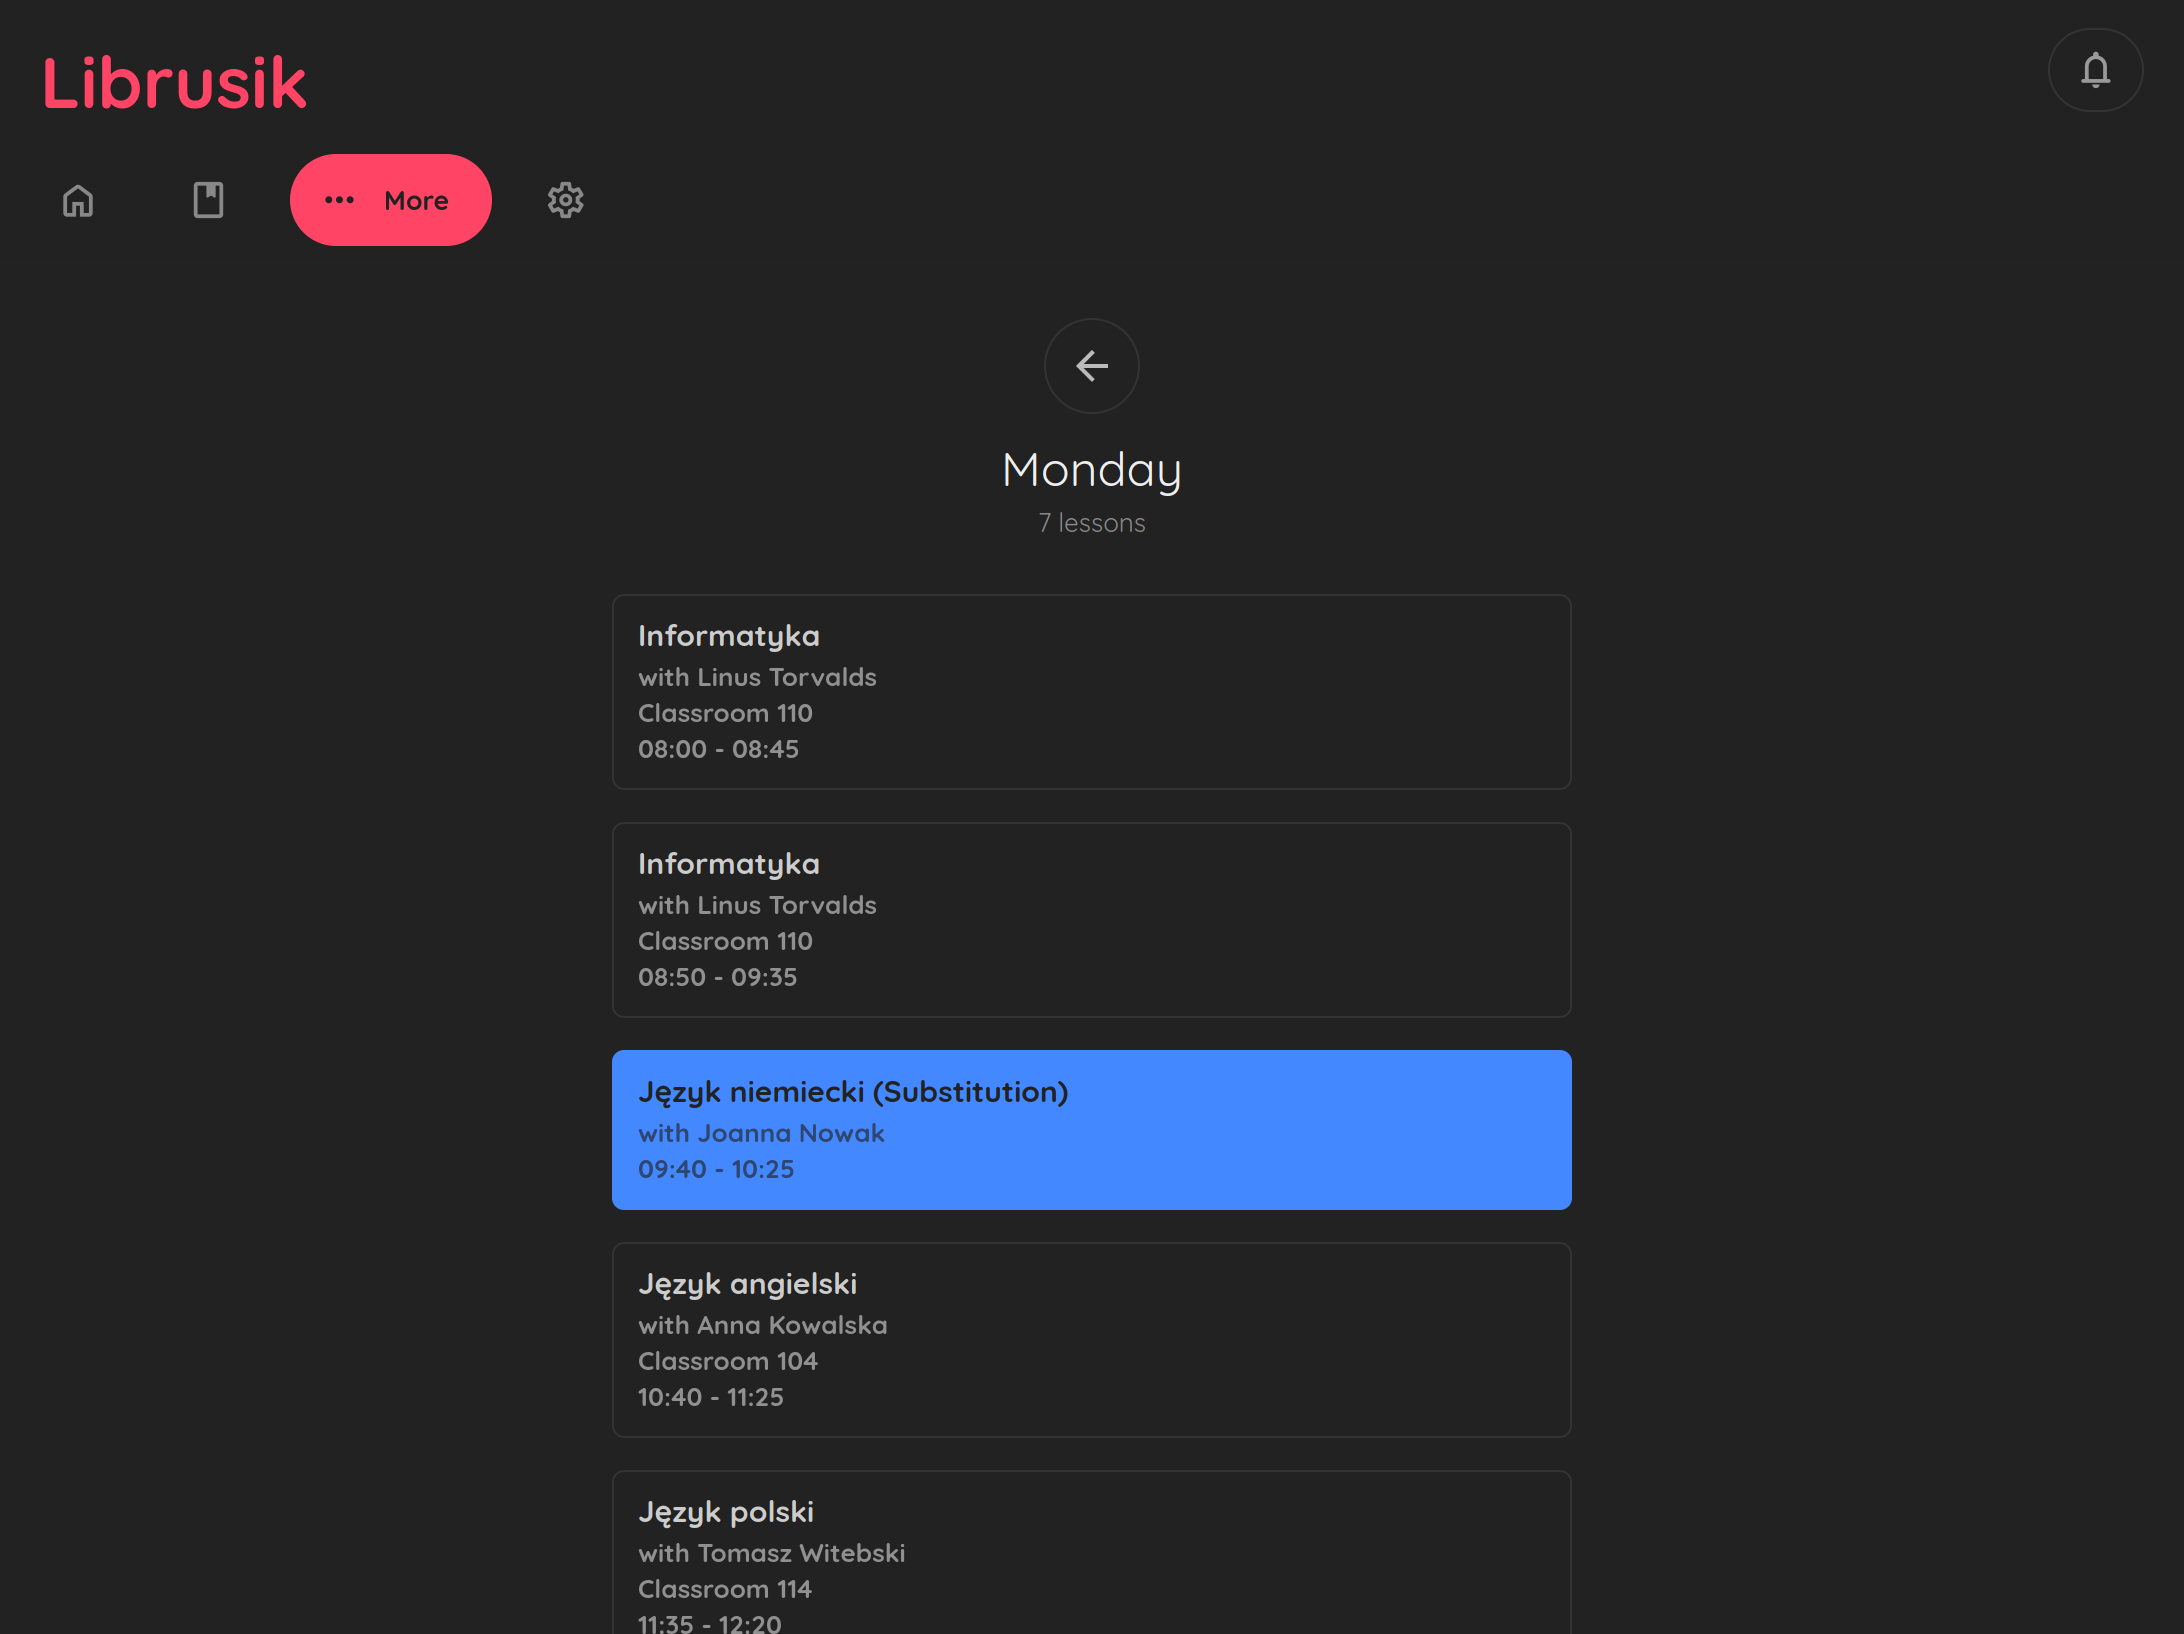 Librusik
More
Monday
7 lessons
Informatyka
with Linus Torvalds
Classroom 110
08:00 - 08:45
Informatyka
with Linus Torvalds
Classroom 110
08:50 - 09:35
Język niemiecki (Substitution)
with Joanna Nowak
09:40 - 10:25
Język angielski
with Anna Kowalska
Classroom 104
10:40 - 11:25
Język polski
with Tomasz Witebski
Classroom 114
11:35 - 12:20